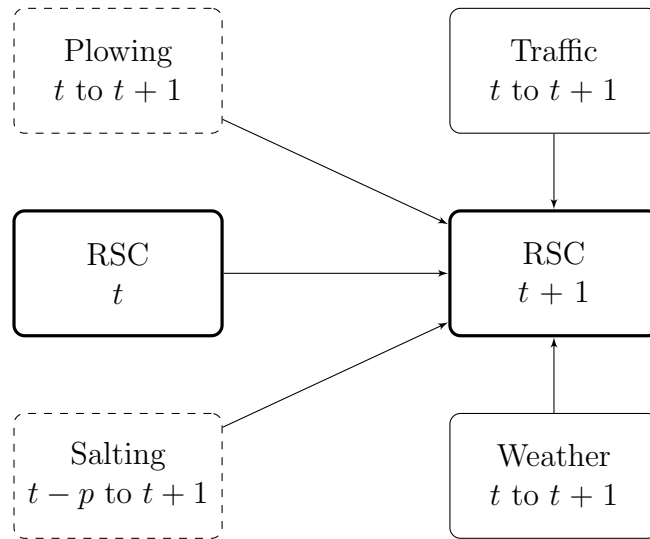 Plowing
t to t + 1
Traffic
t to t + 1
RSC
t
RSC
t + 1
Salting
t − p to t + 1
Weather
t to t + 1